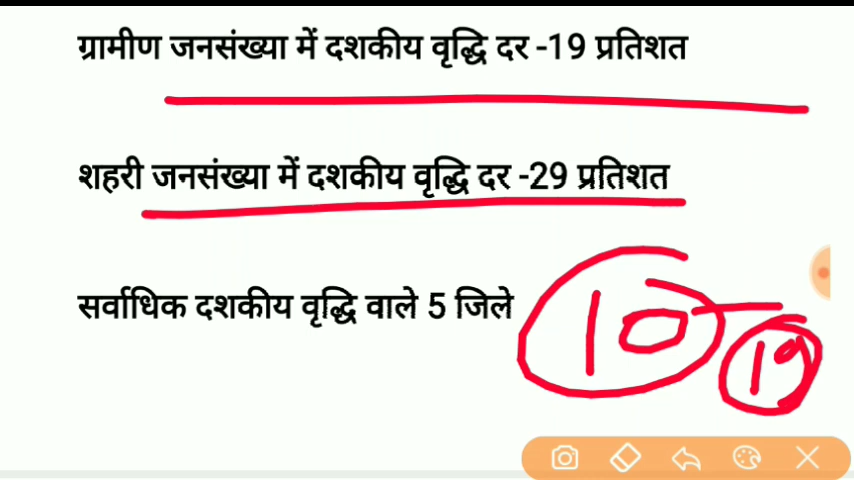 ग्रामीण जनसंख्या में दशकीय वृद्धि दर -19 प्रतिशत
शहरी जनसंख्या में दशकीय वृद्धि दर -29 प्रतिशत
सर्वाधिक दशकीय वृद्धि वाले 5 जिले
10
19